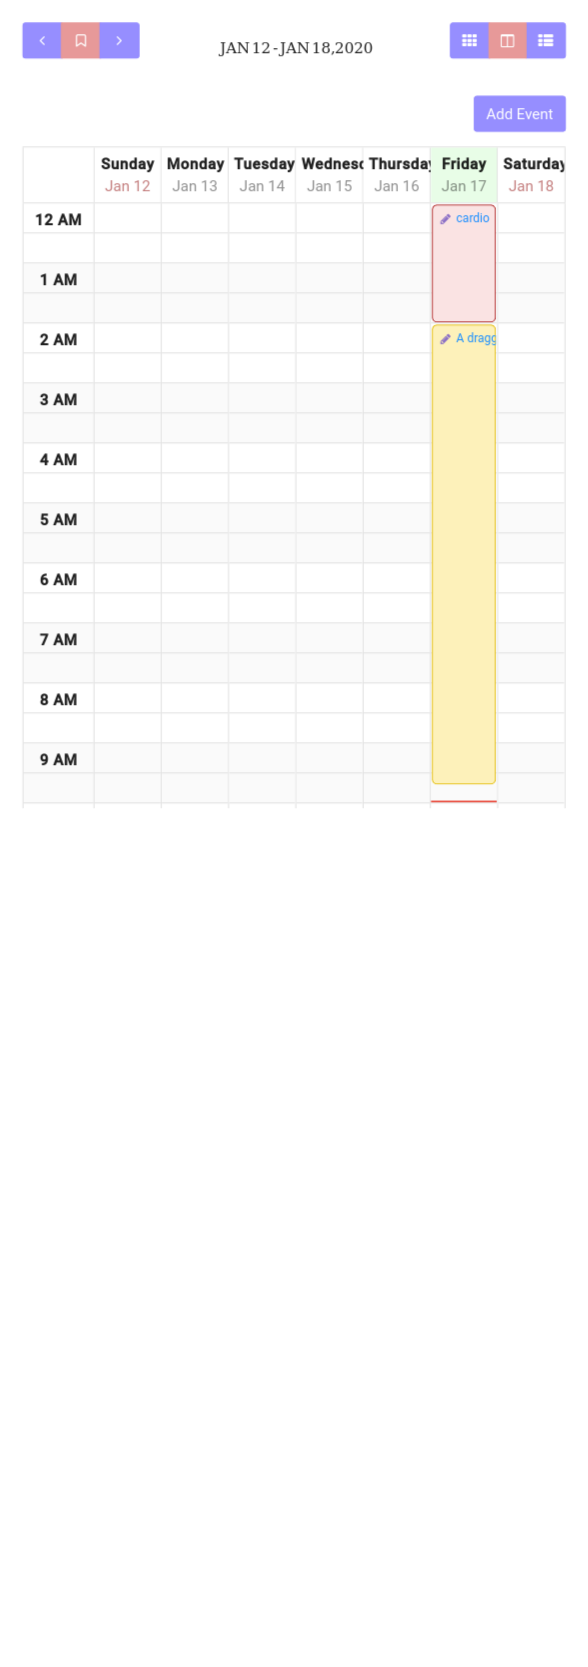 JAN 12 - JAN 18, 2020
Add Event
Sunday Monday Tuesday Wednesc Thursday Friday Saturday
Jan 12 Jan 13 Jan 14 Jan 15 Jan 16 Jan 17 Jan 18
12 AM cardio
1 AM
2 AM A dragg
3 AM
4 AM
5 AM
6 AM
7 AM
8 AM
9 AM